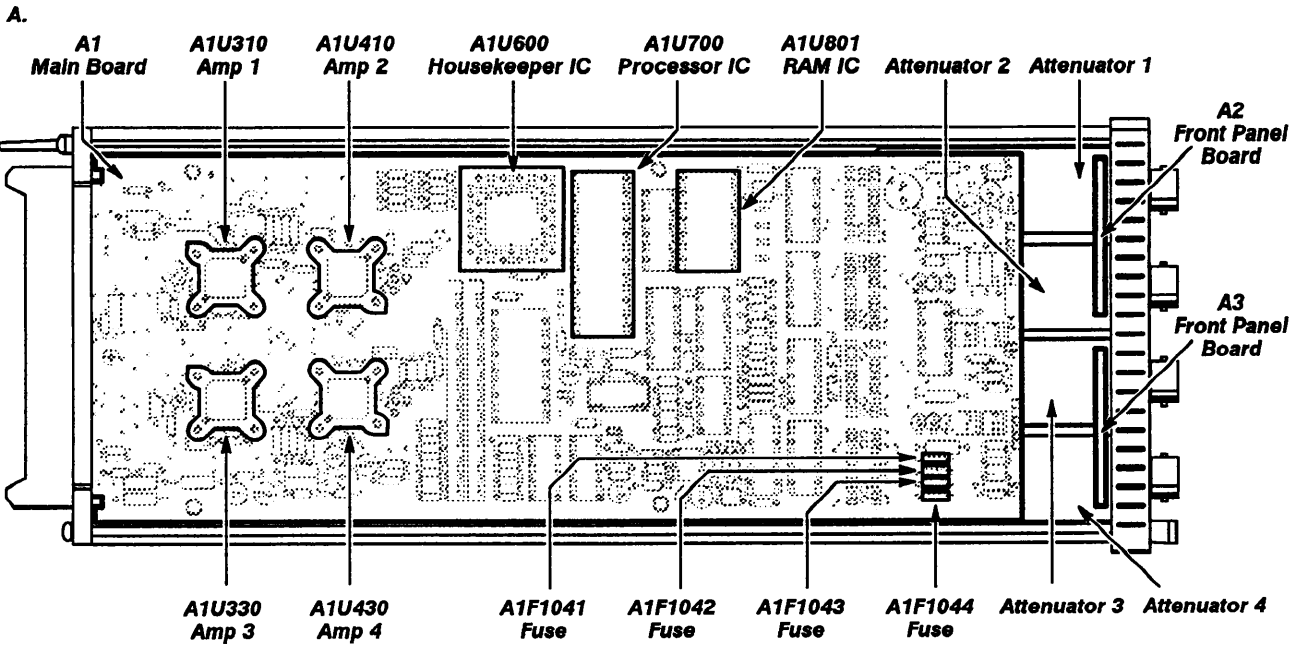 A.
A1
Main Board
A1U310
Amp 1
A1U410
Amp 2
A1U600
Housekeeper IC
A1U700
Processor IC
A1U801
RAM IC
Attenuator 2
Attenuator 1
A2
Front Panel
Board
A3
Front Panel
Board
A1U330
Amp 3
A1U430
Amp 4
A1F1041
Fuse
A1F1042
Fuse
A1F1043
Fuse
A1F1044
Fuse
Attenuator 3
Attenuator 4